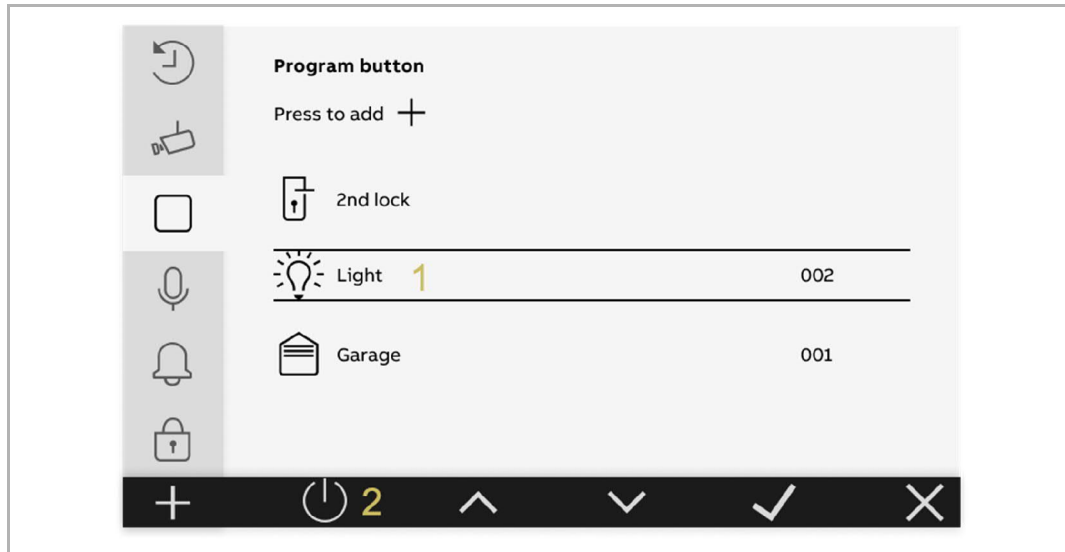 Program button
Press to add
2nd lock
Light 1 002
Garage 001
2